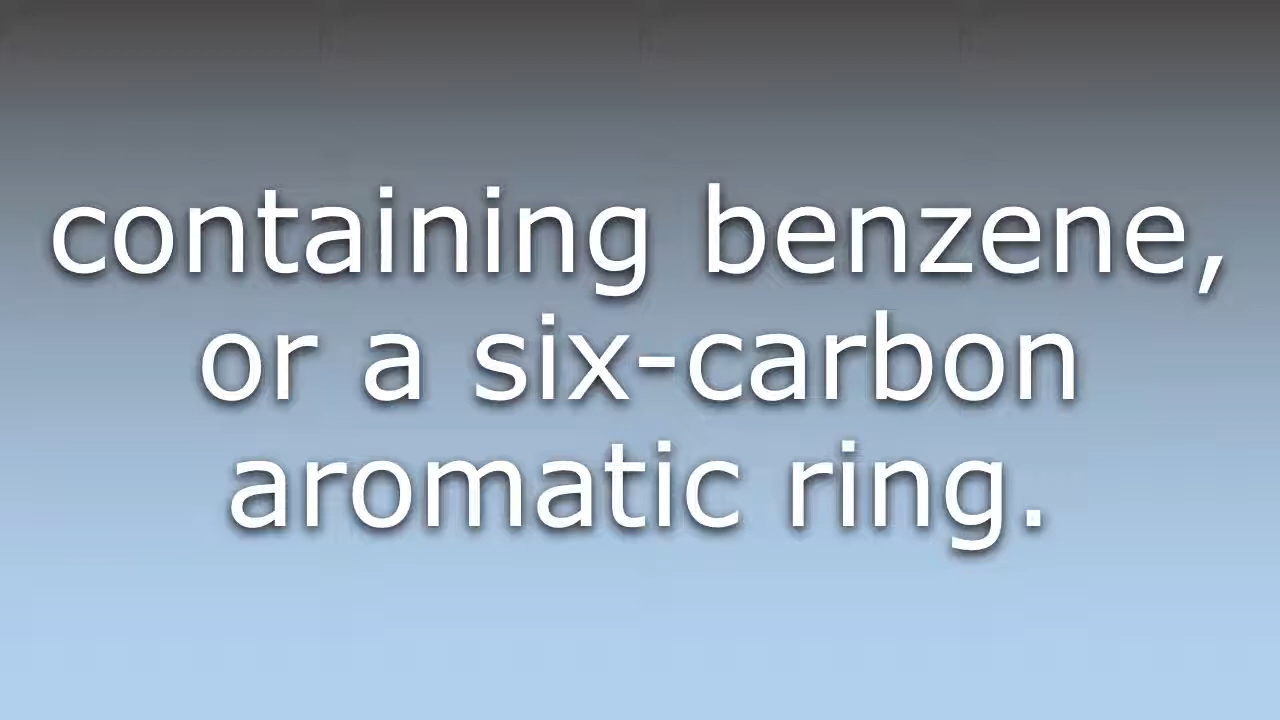 containing benzene,
or a six-carbon
aromatic ring.